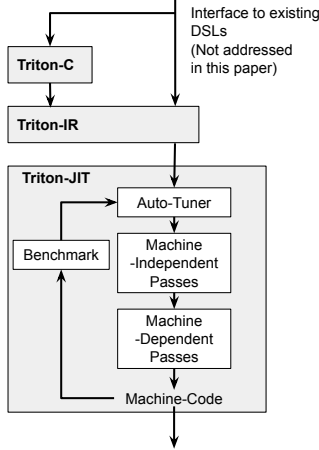 Interface to existing
DSLs
(Not addressed
in this paper)
Triton-C
Triton-IR
Triton-JIT
Auto-Tuner
Benchmark
Machine
-Independent
Passes
Machine
-Dependent
Passes
Machine-Code